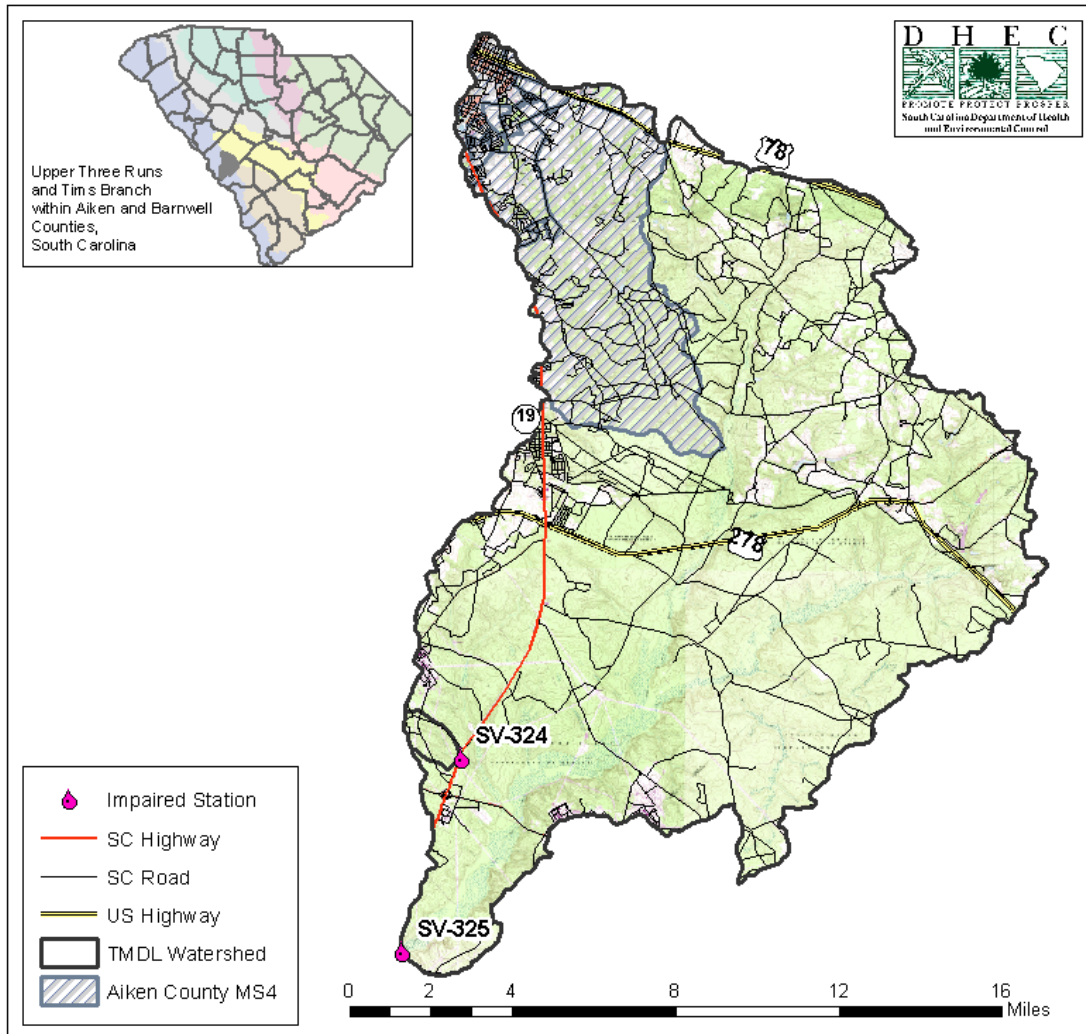 Upper Three Runs
and Tims Branch
within Aiken and Barnwell
Counties,
South Carolina
D H E C
PROMOTE PROTECT PROSPER
South Carolina Department of Health
and Environmental Control
78
19
278
SV-324
SV-325
Impaired Station
SC Highway
SC Road
US Highway
TMDL Watershed
Aiken County MS4
0 2 4 8 12 16
Miles